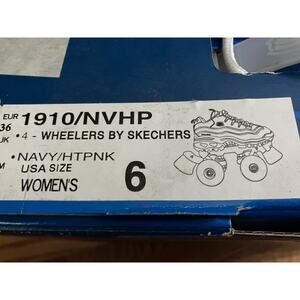 EUR 1910/NVHP
36 • 4 - WHEELERS BY SKECHERS
UK
• NAVY/HTPNK
M USA SIZE
WOMEN'S 6